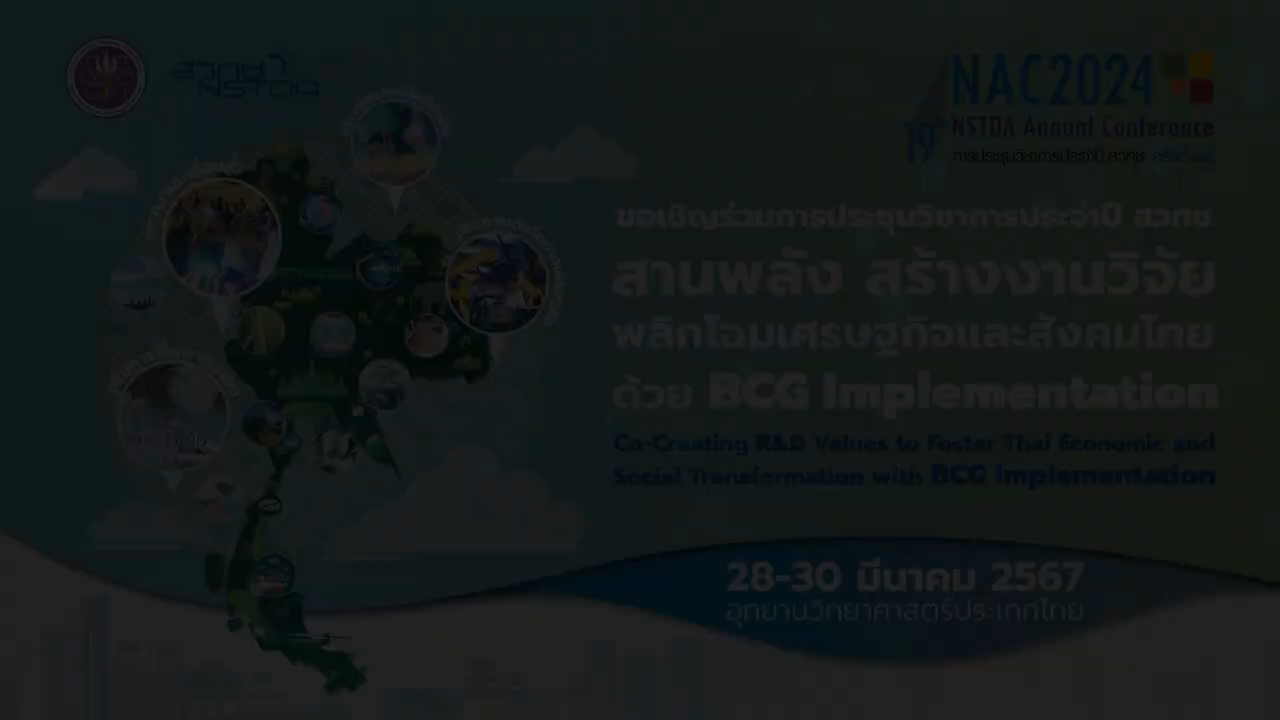 สวทช
NSTDA
NAC2024
19th
NSTDA Annual Conference
การประชุมวิชาการประจำปี สวทช.
ขอเชิญร่วมการประชุมวิชาการประจำปี สวทช.
สานพลัง สร้างงานวิจัย
พลิกโฉมเศรษฐกิจและสังคมไทย
ด้วย BCG Implementation
Co-Creating R&D Values to Foster Thai Economic and
Social Transformation with BCG Implementation
28-30 มีนาคม 2567
อุทยานวิทยาศาสตร์ประเทศไทย